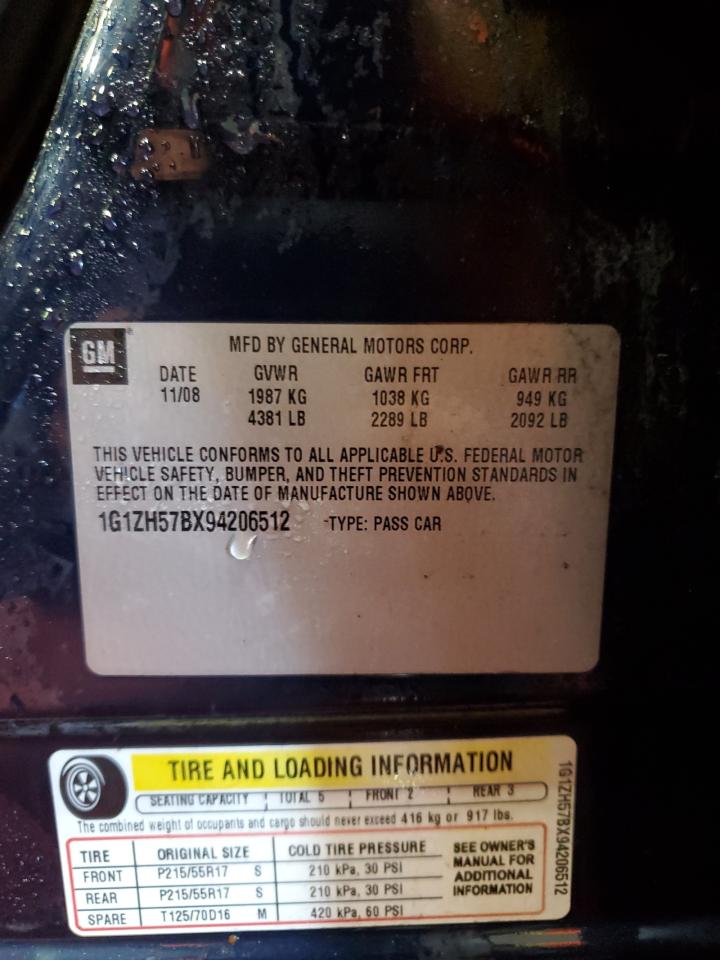 GM
MFD BY GENERAL MOTORS CORP.
DATE GVWR GAWR FRT GAWR RR
11/08 1987 KG 1038 KG 949 KG
4381 LB 2289 LB 2092 LB
THIS VEHICLE CONFORMS TO ALL APPLICABLE U.S. FEDERAL MOTOR
VEHICLE SAFETY, BUMPER, AND THEFT PREVENTION STANDARDS IN
EFFECT ON THE DATE OF MANUFACTURE SHOWN ABOVE.
1G1ZH57BX94206512 TYPE: PASS CAR
TIRE AND LOADING INFORMATION
SEATING CAPACITY TOTAL 5 FRONT 2 REAR 3
The combined weight of occupants and cargo should never exceed 416 kg or 917 lbs.
TIRE ORIGINAL SIZE COLD TIRE PRESSURE
FRONT P215/55R17 S 210 kPa, 30 PSI
REAR P215/55R17 S 210 kPa, 30 PSI
SPARE T125/70D16 M 420 kPa, 60 PSI
SEE OWNER'S
MANUAL FOR
ADDITIONAL
INFORMATION
1G1ZH57BX94206512